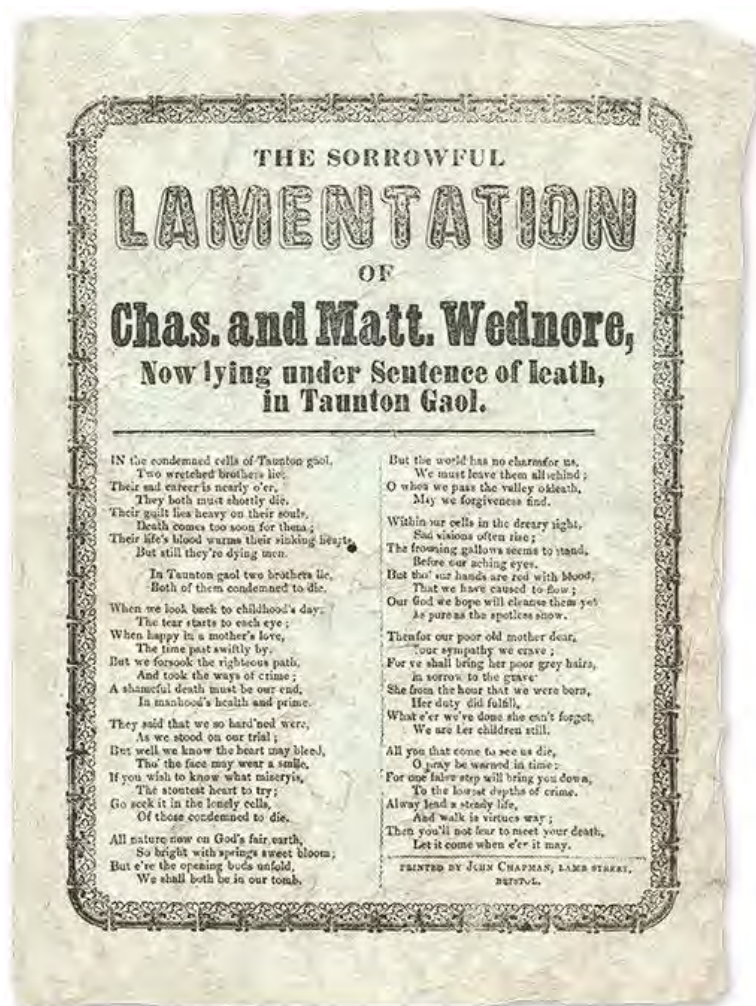 THE SORROWFUL
LAMENTATION
OF
Chas. and Matt. Wednore,
Now lying under Sentence of Ieath,
in Taunton Gaol.
IN the condemned cells of Taunton gaol,
Two wretched brothers lie;
Their sad career is nearly o'er,
They both must shortly die.
Their guilt lies heavy on their souls,
Death comes too soon for them;
Their life's blood warms their sinking hearts
But still they're dying men.
In Taunton gaol two brothers lie,
Both of them condemned to die.
When we look back to childhood's day,
The tear starts to each eye;
When happy in a mother's love,
The time past swiftly by.
But we forsook the righteous path,
And took the ways of crime;
A shameful death must be our end,
In manhood's health and prime.
They said that we so hard'ned were,
As we stood on our trial;
But well we know the heart may bleed,
Tho' the face may wear a smile.
If you wish to know what misery is,
The stoutest heart to try;
Go seek it in the lonely cells,
Of those condemned to die.
All nature now on God's fair earth,
So bright with springs sweet bloom;
But e're the opening buds unfold,
We shall both be in our tomb.
But the world has no charms for us,
We must leave them all behind;
O when we pass the valley of death,
May we forgiveness find.
Within our cells in the dreary night,
Sad visions often rise;
The frowning gallows seems to stand,
Before our aching eyes.
But tho' our hands are red with blood,
That we have caused to flow;
Our God we hope will cleanse them yet
As pure as the spotless snow.
Then for our poor old mother dear,
Your sympathy we crave;
For we shall bring her poor grey hairs,
in sorrow to the grave
She from the hour that we were born,
Her duty did fulfill,
What e'er we've done she can't forget,
We are her children still.
All you that come to see us die,
O pray be warned in time;
For one false step will bring you down,
To the lowest depths of crime.
Alway lead a steady life,
And walk is virtues way;
Then you'll not fear to meet your death,
Let it come when e'er it may.
PRINTED BY JOHN CHAPMAN, LAMB STREET,
BRISTOL.